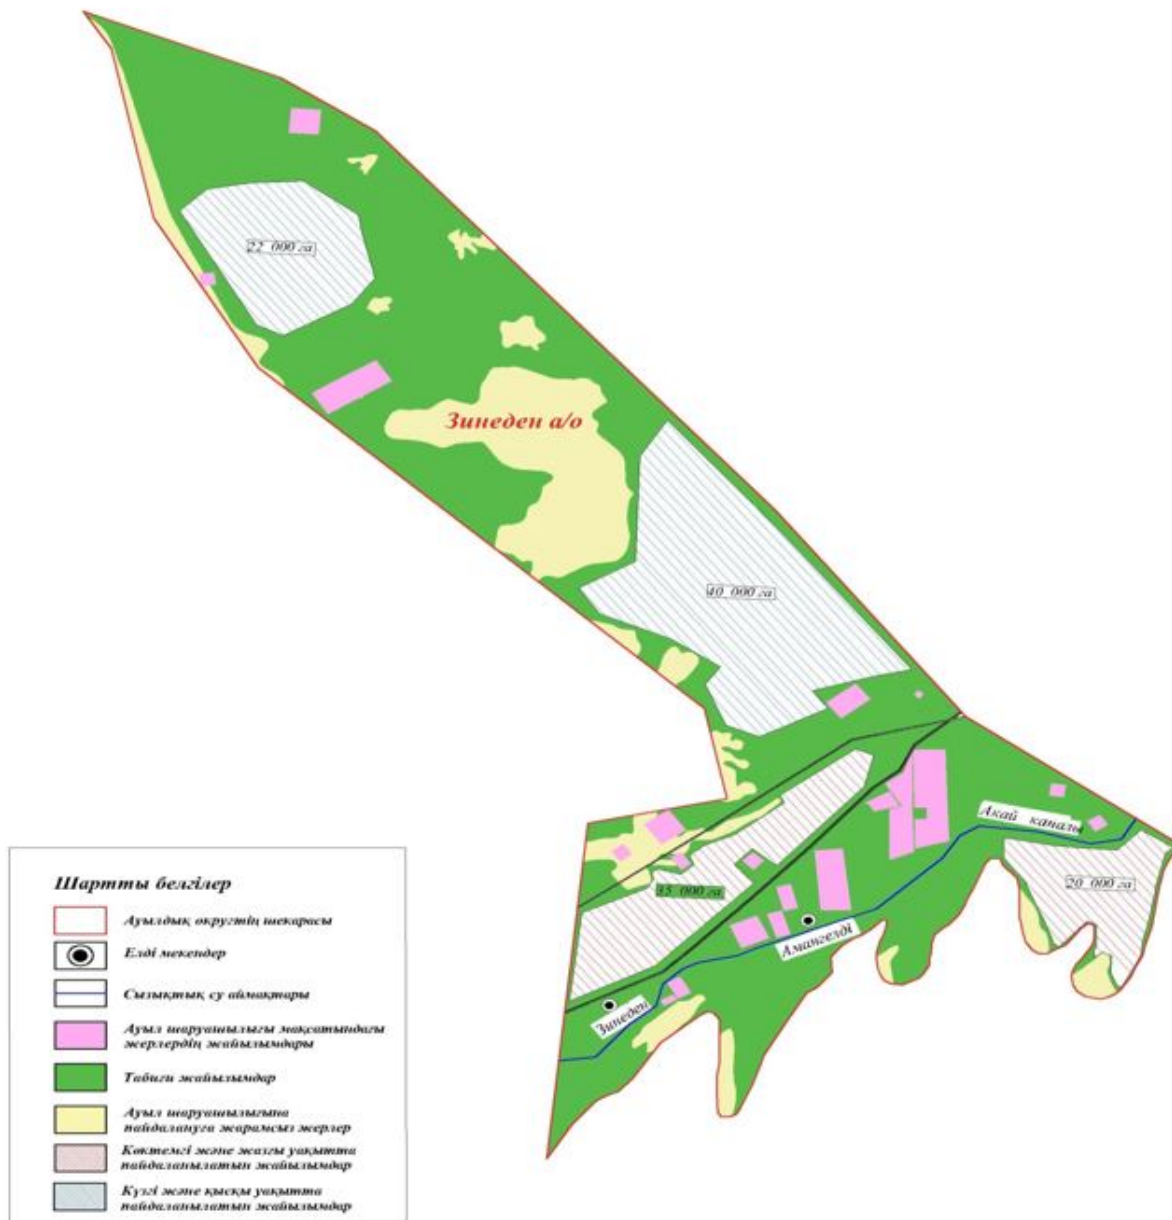 22 000 га
Зинеден а/о
40 000 га
Акай каналы
35 000 га
20 000 га
Амангелді
Зинеден
Шартты белгілер
Ауылдық округтің шекарасы
Елді мекендер
Сызықтық су аймақтары
Ауыл шаруашылығы мақсатындағы
жерлердің жайылымдары
Табиғи жайылымдар
Ауыл шаруашылығына
пайдалануға жарамсыз жерлер
Көктемгі және жазғы уақытта
пайдаланылатын жайылымдар
Күзгі және қысқы уақытта
пайдаланылатын жайылымдар